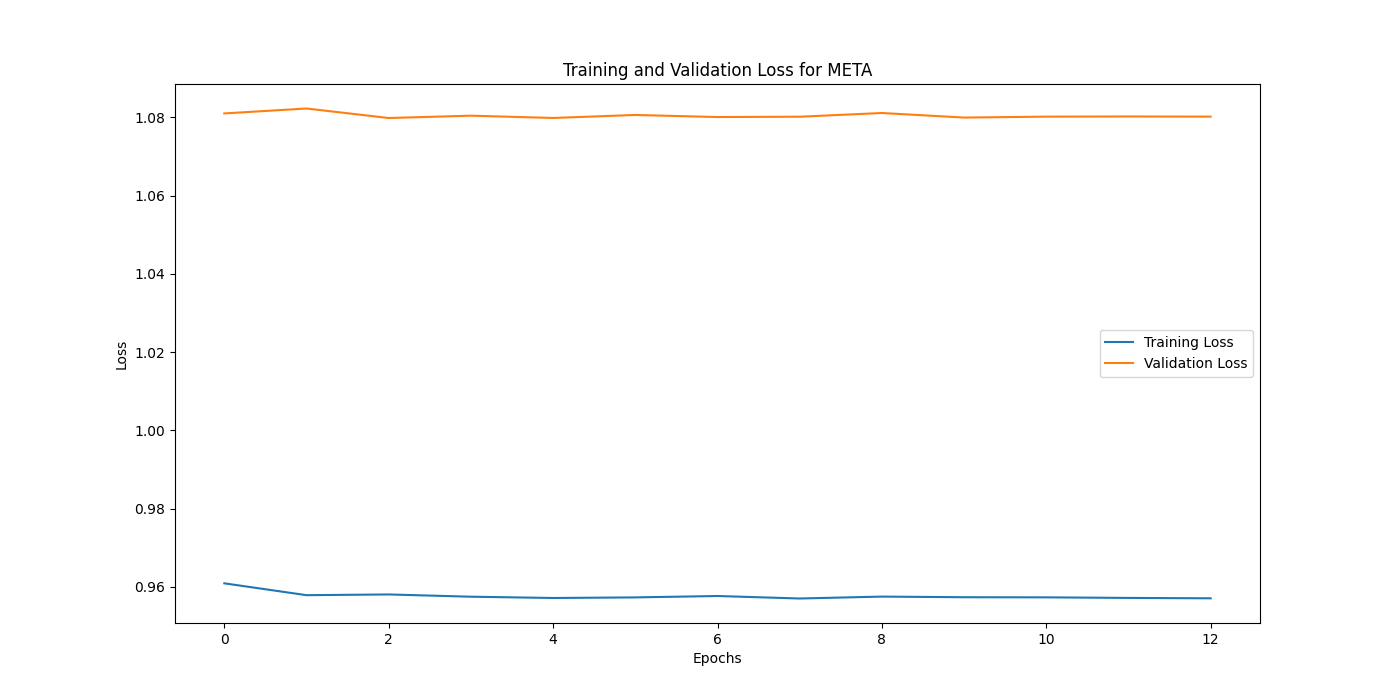 Training and Validation Loss for META
1.08
1.06
1.04
1.02
1.00
0.98
0.96
Loss
Training Loss
Validation Loss
0 2 4 6 8 10 12
Epochs